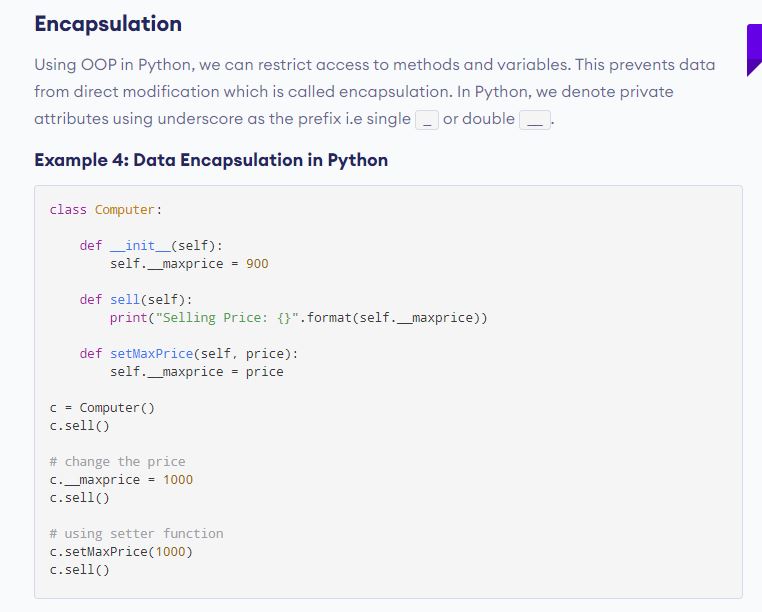 Encapsulation
Using OOP in Python, we can restrict access to methods and variables. This prevents data
from direct modification which is called encapsulation. In Python, we denote private
attributes using underscore as the prefix i.e single _ or double __.
Example 4: Data Encapsulation in Python
class Computer:
    def __init__(self):
        self.__maxprice = 900
    def sell(self):
        print("Selling Price: {}".format(self.__maxprice))
    def setMaxPrice(self, price):
        self.__maxprice = price
c = Computer()
c.sell()
# change the price
c.__maxprice = 1000
c.sell()
# using setter function
c.setMaxPrice(1000)
c.sell()